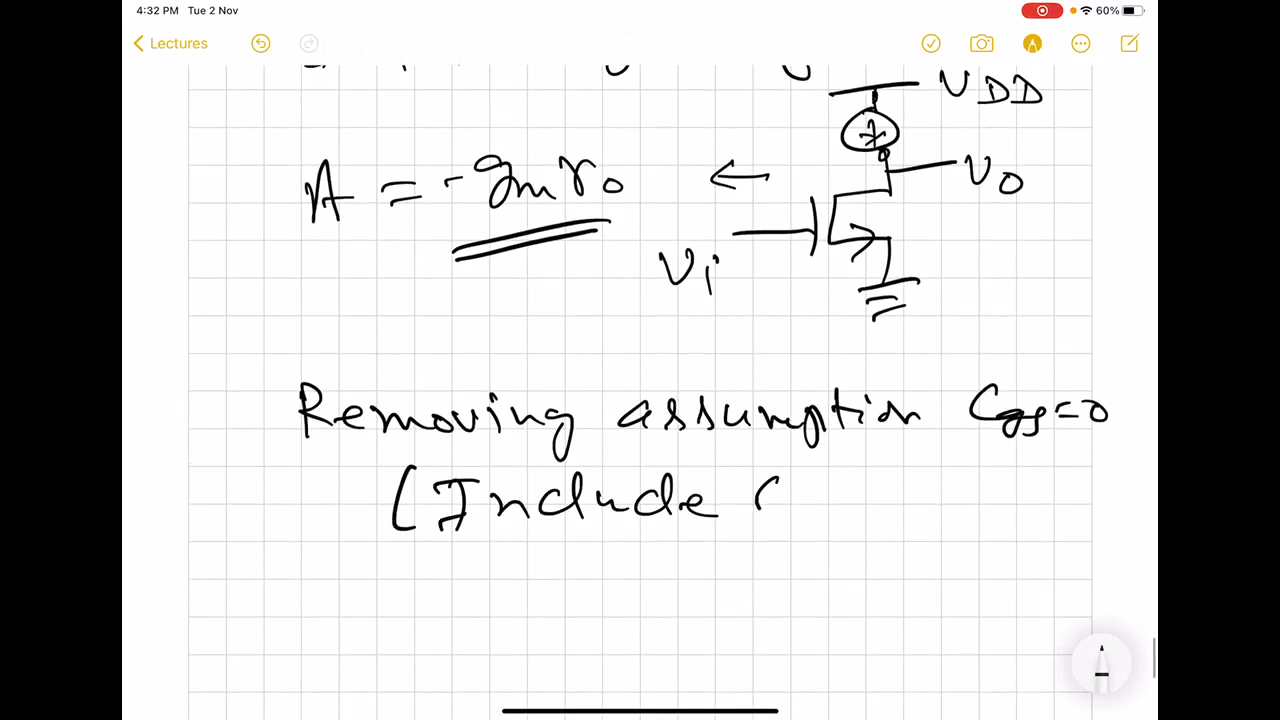 4:32 PM Tue 2 Nov 60%
Lectures
VDD
A = -gmro ← Vo
Vi
Removing assumption Cgs=0
(Include C